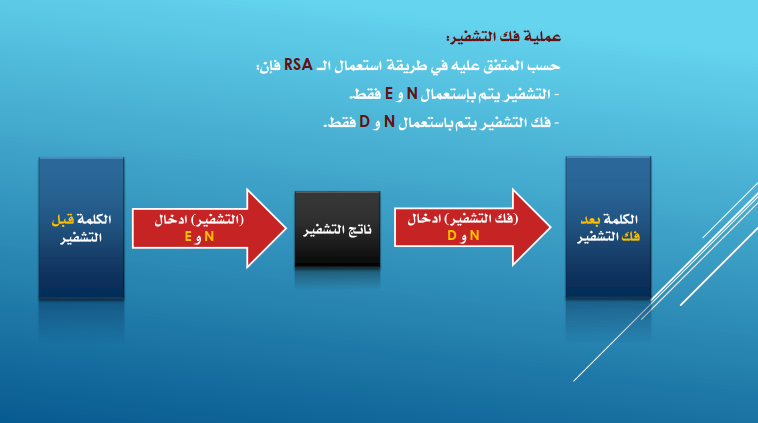 عملية فك التشفير:
حسب المتفق عليه في طريقة استعمال الـ RSA فإن:
- التشفير يتم بإستعمال N و E فقط.
- فك التشفير يتم باستعمال N و D فقط.
الكلمة قبل
التشفير
(التشفير) ادخال
N و E
ناتج التشفير
(فك التشفير) ادخال
N و D
الكلمة بعد
فك التشفير